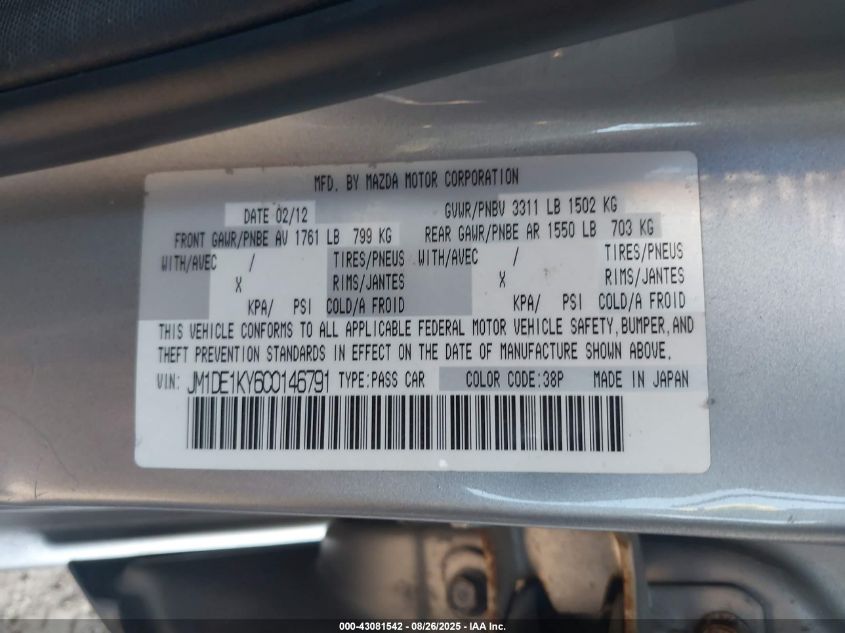 MFD. BY MAZDA MOTOR CORPORATION
DATE 02/12 GVWR/PNBV 3311 LB 1502 KG
FRONT GAWR/PNBE AV 1761 LB 799 KG REAR GAWR/PNBE AR 1550 LB 703 KG
WITH/AVEC / TIRES/PNEUS WITH/AVEC / TIRES/PNEUS
X RIMS/JANTES X RIMS/JANTES
KPA/ PSI COLD/A FROID KPA/ PSI COLD/A FROID
THIS VEHICLE CONFORMS TO ALL APPLICABLE FEDERAL MOTOR VEHICLE SAFETY, BUMPER, AND
THEFT PREVENTION STANDARDS IN EFFECT ON THE DATE OF MANUFACTURE SHOWN ABOVE.
VIN: JM1DE1KY6C0146791 TYPE:PASS CAR COLOR CODE:38P MADE IN JAPAN
000-43081542 - 08/26/2025 - IAA Inc.